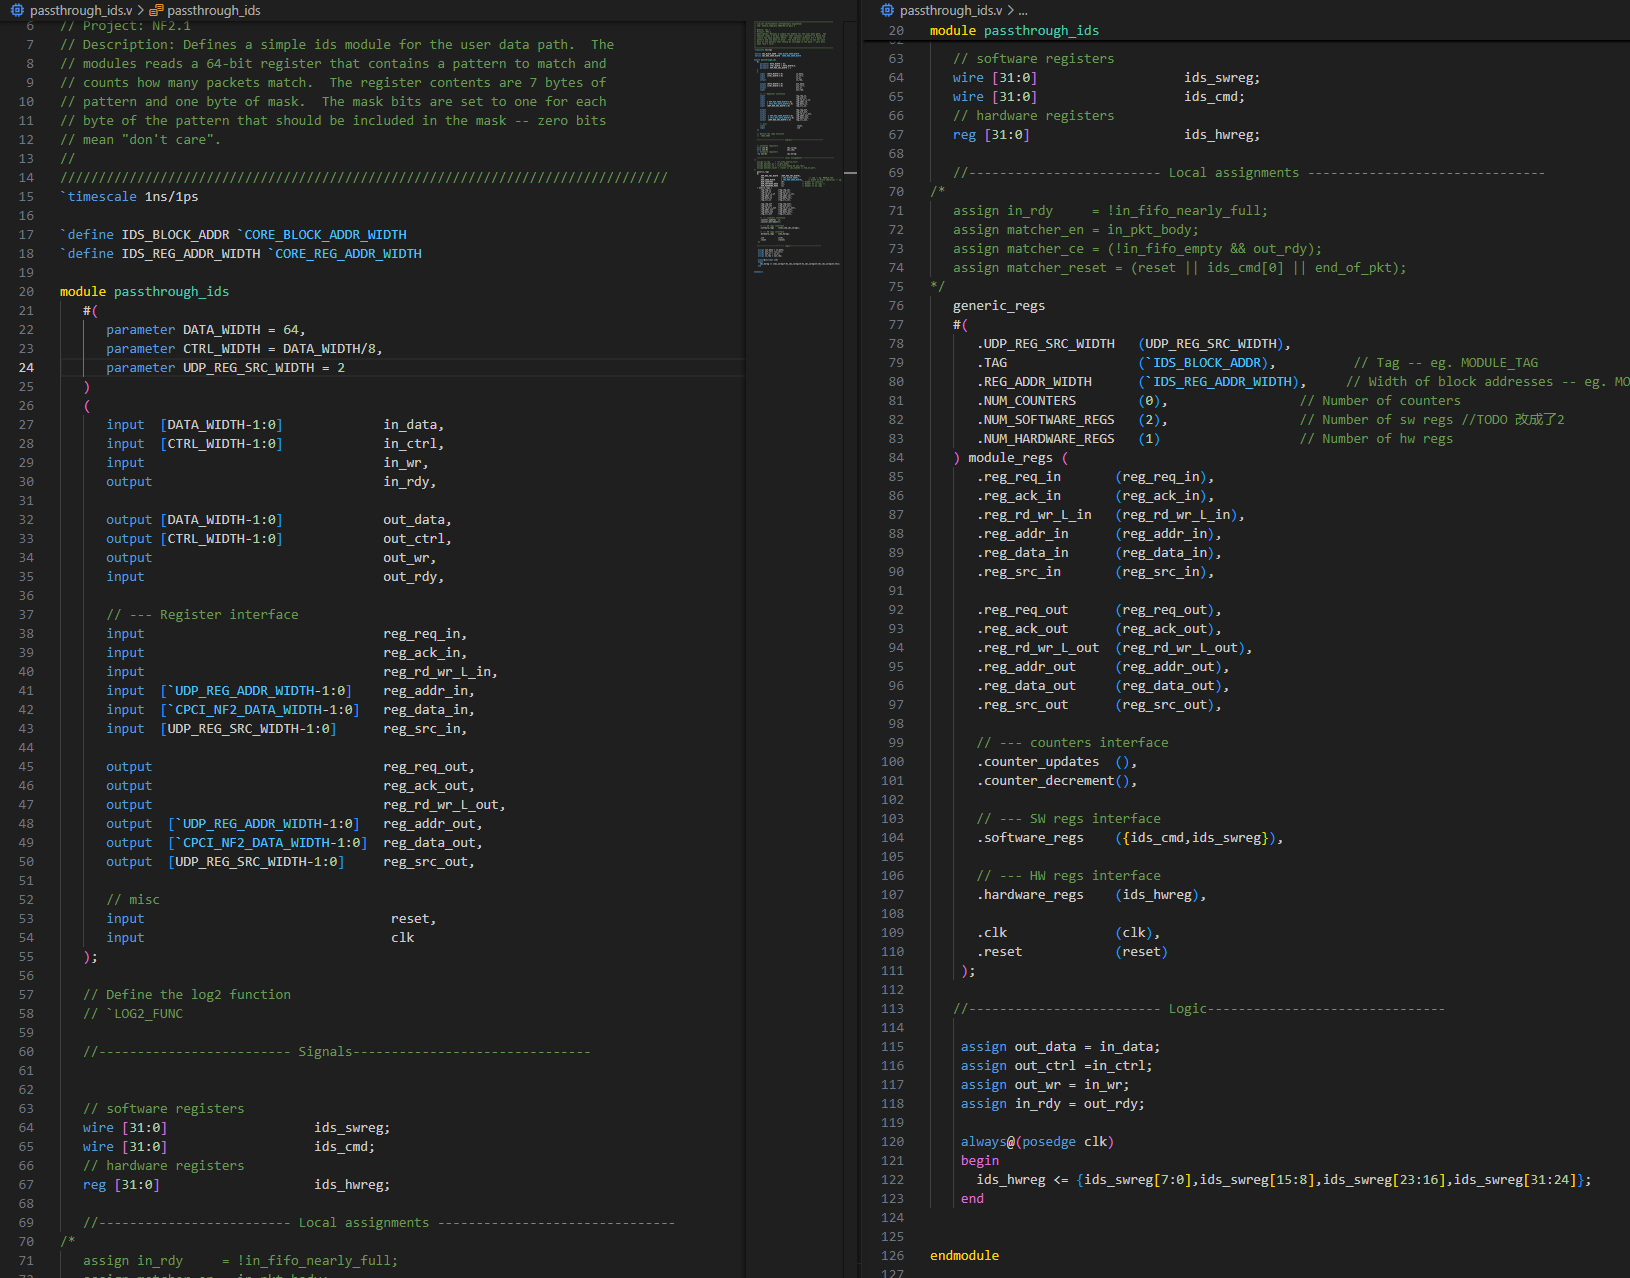 passthrough_ids.v > passthrough_ids
6 // Project: NF2.1
7 // Description: Defines a simple ids module for the user data path.  The
8 // modules reads a 64-bit register that contains a pattern to match and
9 // counts how many packets match.  The register contents are 7 bytes of
10 // pattern and one byte of mask.  The mask bits are set to one for each
11 // byte of the pattern that should be included in the mask -- zero bits
12 // mean "don't care".
13 //
14 ///////////////////////////////////////////////////////////////////////////////
15 `timescale 1ns/1ps
16
17 `define IDS_BLOCK_ADDR `CORE_BLOCK_ADDR_WIDTH
18 `define IDS_REG_ADDR_WIDTH `CORE_REG_ADDR_WIDTH
19
20 module passthrough_ids
21 #(
22 parameter DATA_WIDTH = 64,
23 parameter CTRL_WIDTH = DATA_WIDTH/8,
24 parameter UDP_REG_SRC_WIDTH = 2
25 )
26 (
27 input [DATA_WIDTH-1:0] in_data,
28 input [CTRL_WIDTH-1:0] in_ctrl,
29 input in_wr,
30 output in_rdy,
31
32 output [DATA_WIDTH-1:0] out_data,
33 output [CTRL_WIDTH-1:0] out_ctrl,
34 output out_wr,
35 input out_rdy,
36
37 // --- Register interface
38 input reg_req_in,
39 input reg_ack_in,
40 input reg_rd_wr_L_in,
41 input [`UDP_REG_ADDR_WIDTH-1:0] reg_addr_in,
42 input [`CPCI_NF2_DATA_WIDTH-1:0] reg_data_in,
43 input [UDP_REG_SRC_WIDTH-1:0] reg_src_in,
44
45 output reg_req_out,
46 output reg_ack_out,
47 output reg_rd_wr_L_out,
48 output [`UDP_REG_ADDR_WIDTH-1:0] reg_addr_out,
49 output [`CPCI_NF2_DATA_WIDTH-1:0] reg_data_out,
50 output [UDP_REG_SRC_WIDTH-1:0] reg_src_out,
51
52 // misc
53 input reset,
54 input clk
55 );
56
57 // Define the log2 function
58 // `LOG2_FUNC
59
60 //------------------------- Signals-------------------------------
61
62
63 // software registers
64 wire [31:0] ids_swreg;
65 wire [31:0] ids_cmd;
66 // hardware registers
67 reg [31:0] ids_hwreg;
68
69 //------------------------- Local assignments -------------------------------
70 /*
71 assign in_rdy = !in_fifo_nearly_full;
passthrough_ids.v > ...
20 module passthrough_ids
63 // software registers
64 wire [31:0] ids_swreg;
65 wire [31:0] ids_cmd;
66 // hardware registers
67 reg [31:0] ids_hwreg;
68
69 //------------------------- Local assignments -------------------------------
70 /*
71 assign in_rdy = !in_fifo_nearly_full;
72 assign matcher_en = in_pkt_body;
73 assign matcher_ce = (!in_fifo_empty && out_rdy);
74 assign matcher_reset = (reset || ids_cmd[0] || end_of_pkt);
75 */
76 generic_regs
77 #(
78 .UDP_REG_SRC_WIDTH (UDP_REG_SRC_WIDTH),
79 .TAG (`IDS_BLOCK_ADDR), // Tag -- eg. MODULE_TAG
80 .REG_ADDR_WIDTH (`IDS_REG_ADDR_WIDTH), // Width of block addresses -- eg. MO
81 .NUM_COUNTERS (0), // Number of counters
82 .NUM_SOFTWARE_REGS (2), // Number of sw regs //TODO 改成了2
83 .NUM_HARDWARE_REGS (1) // Number of hw regs
84 ) module_regs (
85 .reg_req_in (reg_req_in),
86 .reg_ack_in (reg_ack_in),
87 .reg_rd_wr_L_in (reg_rd_wr_L_in),
88 .reg_addr_in (reg_addr_in),
89 .reg_data_in (reg_data_in),
90 .reg_src_in (reg_src_in),
91
92 .reg_req_out (reg_req_out),
93 .reg_ack_out (reg_ack_out),
94 .reg_rd_wr_L_out (reg_rd_wr_L_out),
95 .reg_addr_out (reg_addr_out),
96 .reg_data_out (reg_data_out),
97 .reg_src_out (reg_src_out),
98
99 // --- counters interface
100 .counter_updates (),
101 .counter_decrement(),
102
103 // --- SW regs interface
104 .software_regs ({ids_cmd,ids_swreg}),
105
106 // --- HW regs interface
107 .hardware_regs (ids_hwreg),
108
109 .clk (clk),
110 .reset (reset)
111 );
112
113 //------------------------- Logic-------------------------------
114
115 assign out_data = in_data;
116 assign out_ctrl =in_ctrl;
117 assign out_wr = in_wr;
118 assign in_rdy = out_rdy;
119
120 always@(posedge clk)
121 begin
122 ids_hwreg <= {ids_swreg[7:0],ids_swreg[15:8],ids_swreg[23:16],ids_swreg[31:24]};
123 end
124
125
126 endmodule
127